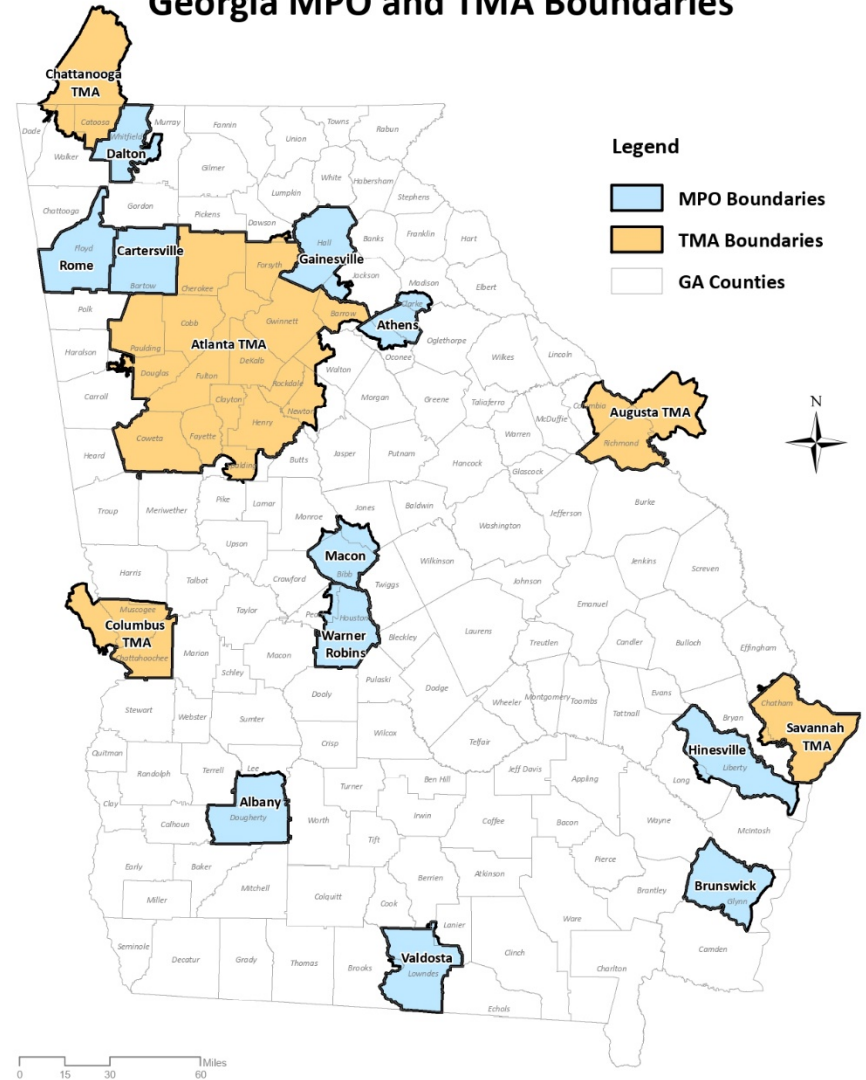 Georgia MPO and TMA Boundaries
Chattanooga
TMA
Catoosa
Whitfield
Dalton
Dade
Walker
Murray
Fannin
Union
Towns
Rabun
Gilmer
White
Habersham
Lumpkin
Stephens
Chattooga
Gordon
Pickens
Dawson
Hall
Banks
Franklin
Hart
Floyd
Rome
Cartersville
Bartow
Cherokee
Forsyth
Gainesville
Jackson
Madison
Elbert
Clarke
Athens
Oconee
Oglethorpe
Polk
Cobb
Gwinnett
Barrow
Atlanta TMA
Haralson
Paulding
Douglas
Fulton
DeKalb
Rockdale
Walton
Wilkes
Lincoln
Carroll
Clayton
Newton
Morgan
Greene
Taliaferro
McDuffie
Columbia
Augusta TMA
Richmond
Coweta
Fayette
Henry
Warren
Heard
Spalding
Butts
Jasper
Putnam
Hancock
Glascock
Troup
Meriwether
Pike
Lamar
Monroe
Jones
Baldwin
Washington
Jefferson
Burke
Upson
Macon
Bibb
Wilkinson
Jenkins
Screven
Harris
Talbot
Crawford
Twiggs
Johnson
Emanuel
Muscogee
Columbus
TMA
Chattahoochee
Taylor
Houston
Warner
Robins
Bleckley
Laurens
Treutlen
Candler
Bulloch
Effingham
Marion
Schley
Macon
Pulaski
Dodge
Dooly
Stewart
Webster
Sumter
Wheeler
Montgomery
Toombs
Tattnall
Evans
Bryan
Chatham
Savannah
TMA
Quitman
Crisp
Wilcox
Telfair
Hinesville
Liberty
Long
Randolph
Terrell
Lee
Turner
Ben Hill
Jeff Davis
Appling
Clay
Calhoun
Albany
Dougherty
Worth
Irwin
Coffee
Bacon
Wayne
McIntosh
Tift
Early
Baker
Pierce
Miller
Mitchell
Colquitt
Berrien
Atkinson
Brantley
Brunswick
Glynn
Cook
Lanier
Ware
Seminole
Decatur
Grady
Thomas
Brooks
Valdosta
Lowndes
Clinch
Charlton
Camden
Echols
Legend
MPO Boundaries
TMA Boundaries
GA Counties
N
Miles
0 15 30 60